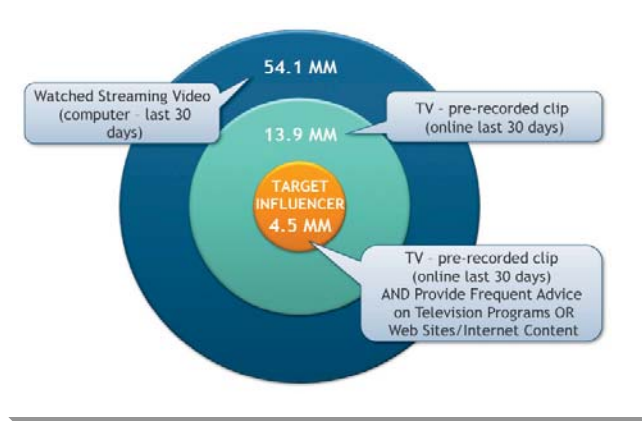 54.1 MM
Watched Streaming Video
(computer - last 30
days)
TV - pre-recorded clip
(online last 30 days)
13.9 MM
TARGET
INFLUENCER
4.5 MM
TV - pre-recorded clip
(online last 30 days)
AND Provide Frequent Advice
on Television Programs OR
Web Sites/Internet Content